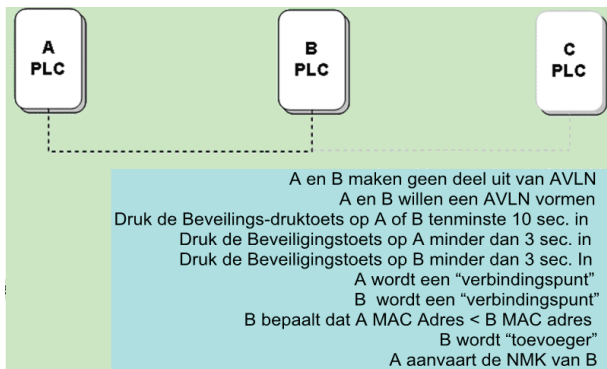 A
PLC
B
PLC
C
PLC
A en B maken geen deel uit van AVLN
A en B willen een AVLN vormen
Druk de Beveilings-druktoets op A of B tenminste 10 sec. in
Druk de Beveiligingstoets op A minder dan 3 sec. in
Druk de Beveiligingstoets op B minder dan 3 sec. In
A wordt een “verbindingspunt”
B wordt een “verbindingspunt”
B bepaalt dat A MAC Adres < B MAC adres
B wordt “toevoeger”
A aanvaart de NMK van B